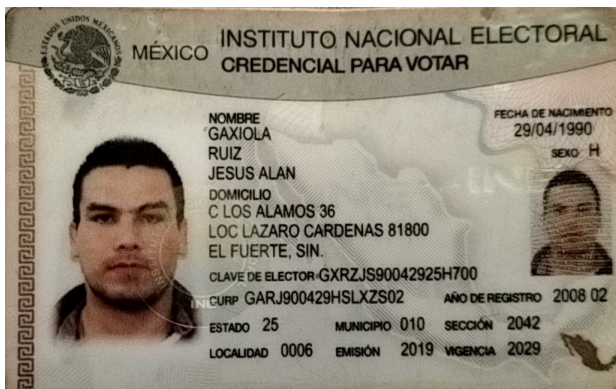 ESTADOS UNIDOS MEXICANOS
MÉXICO
INSTITUTO NACIONAL ELECTORAL
CREDENCIAL PARA VOTAR
NOMBRE
GAXIOLA
RUIZ
JESUS ALAN
FECHA DE NACIMIENTO
29/04/1990
SEXO H
DOMICILIO
C LOS ALAMOS 36
LOC LAZARO CARDENAS 81800
EL FUERTE, SIN.
CLAVE DE ELECTOR GXRZJS90042925H700
CURP GARJ900429HSLXZS02 AÑO DE REGISTRO 2008 02
ESTADO 25 MUNICIPIO 010 SECCIÓN 2042
LOCALIDAD 0006 EMISIÓN 2019 VIGENCIA 2029
INE